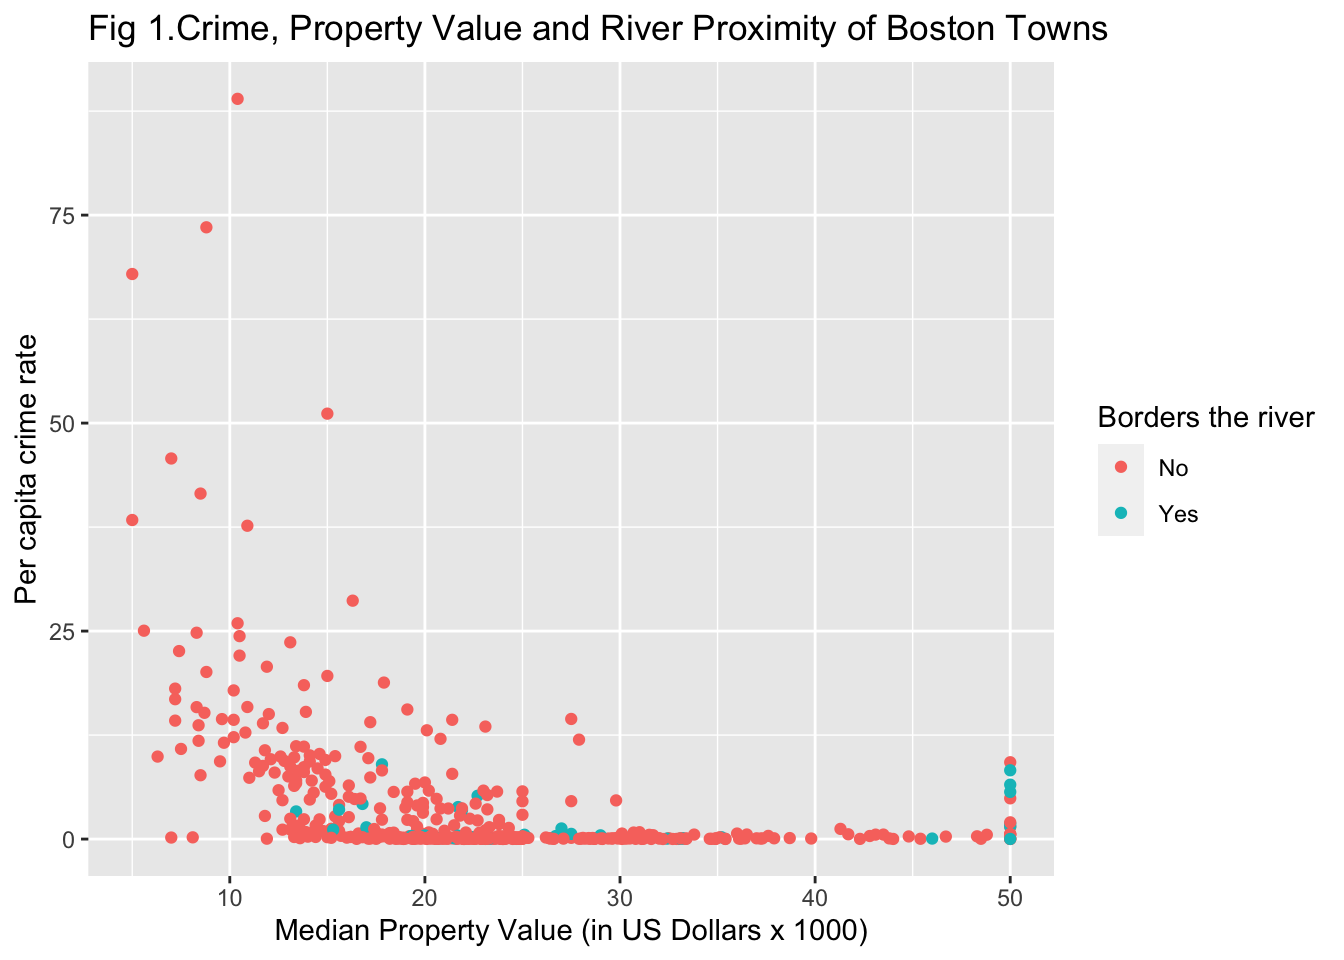 Fig 1.Crime, Property Value and River Proximity of Boston Towns
Per capita crime rate
75
50
25
0
10 20 30 40 50
Median Property Value (in US Dollars x 1000)
Borders the river
No
Yes